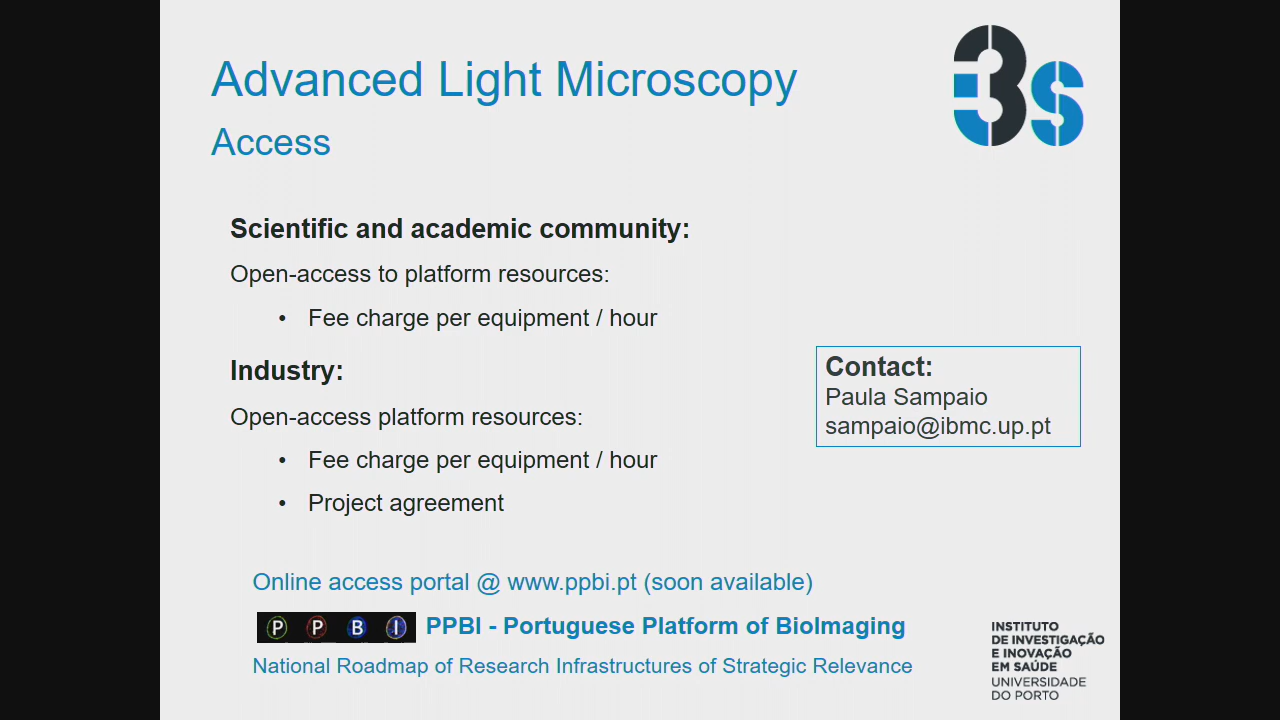 Advanced Light Microscopy
Access
i3s
Scientific and academic community:
Open-access to platform resources:
• Fee charge per equipment / hour
Industry:
Open-access platform resources:
• Fee charge per equipment / hour
• Project agreement
Contact:
Paula Sampaio
sampaio@ibmc.up.pt
Online access portal @ www.ppbi.pt (soon available)
P P B I PPBI - Portuguese Platform of BioImaging
National Roadmap of Research Infrastructures of Strategic Relevance
INSTITUTO
DE INVESTIGAÇÃO
E INOVAÇÃO
EM SAÚDE
UNIVERSIDADE
DO PORTO